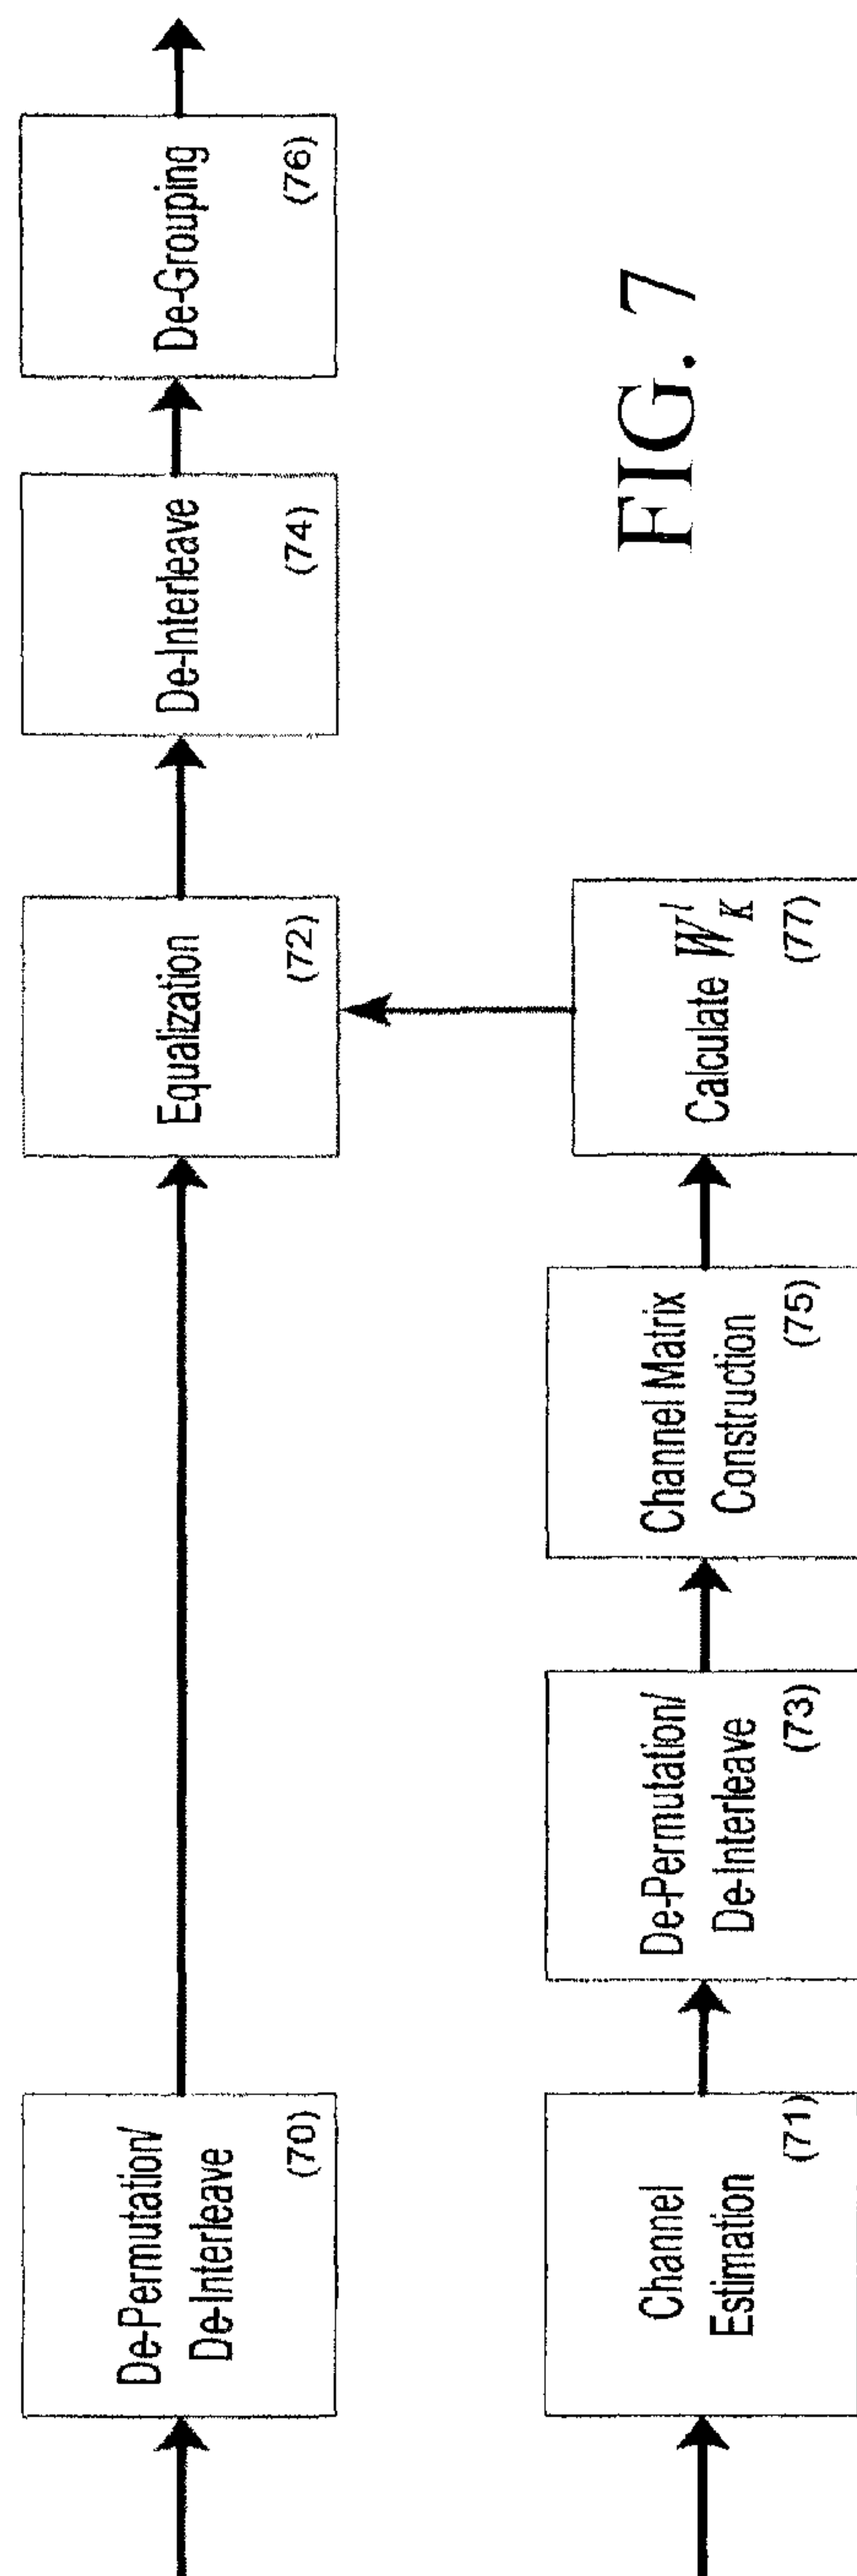 De-Permutation/
De-Interleave
(70)
Equalization
(72)
De-Interleave
(74)
De-Grouping
(76)
Channel
Estimation
(71)
De-Permutation/
De-Interleave
(73)
Channel Matrix
Construction
(75)
Calculate W_K^l
(77)
FIG. 7